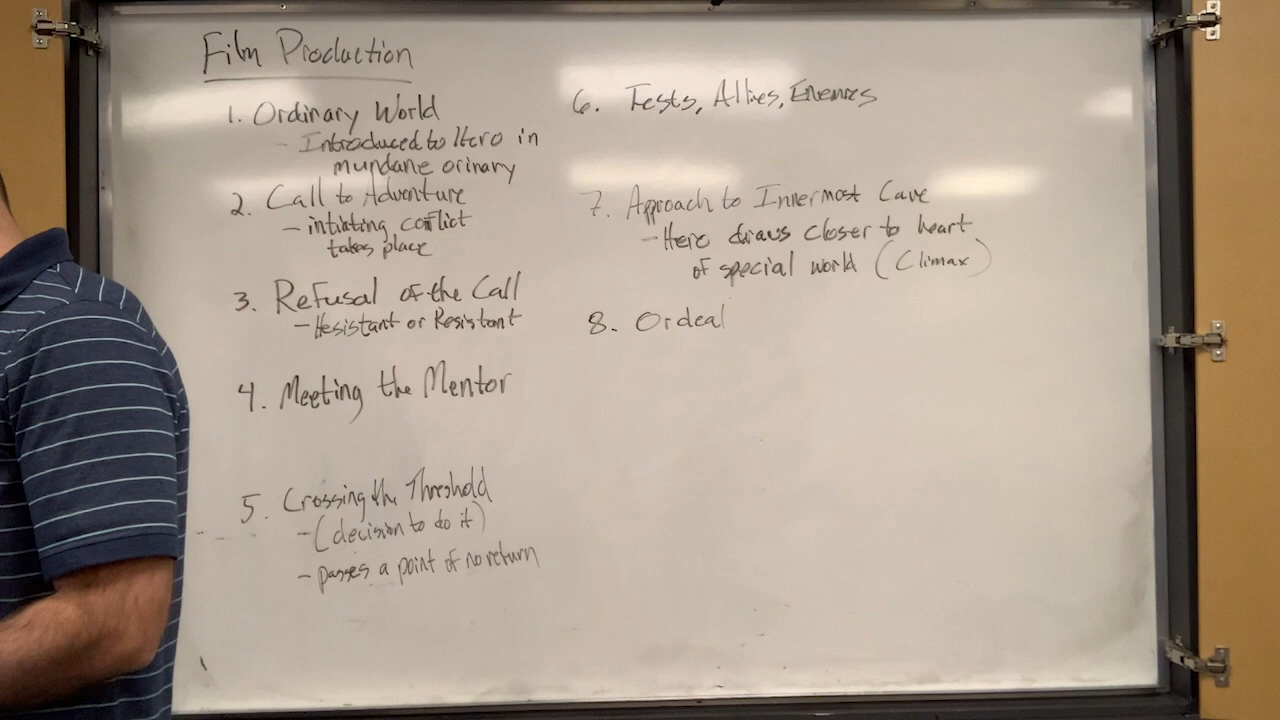 Film Production
1. Ordinary World
- Introduced to Hero in
mundane orinary
2. Call to Adventure
- intiating conflict
takes place
3. Refusal of the Call
- Hesistant or Resistant
4. Meeting the Mentor
5. Crossing the Threshold
- (decision to do it)
- passes a point of no return
6. Tests, Allies, Enemies
7. Approach to Innermost Cave
- Hero draws closer to heart
of special world (Climax)
8. Ordeal